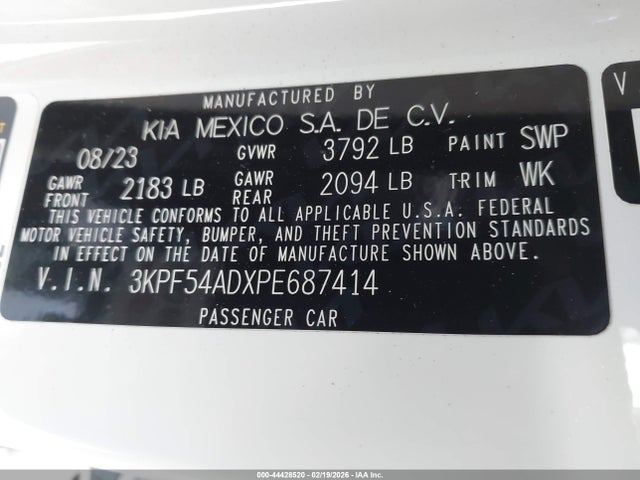 MANUFACTURED BY
KIA MEXICO S.A. DE C.V.
08/23 GVWR 3792 LB PAINT SWP
GAWR FRONT 2183 LB GAWR REAR 2094 LB TRIM WK
THIS VEHICLE CONFORMS TO ALL APPLICABLE U.S.A. FEDERAL
MOTOR VEHICLE SAFETY, BUMPER, AND THEFT PREVENTION STANDARDS
IN EFFECT ON THE DATE OF MANUFACTURE SHOWN ABOVE.
V.I.N. 3KPF54ADXPE687414
PASSENGER CAR
V
000-44428520 - 02/19/2026 - IAA Inc.